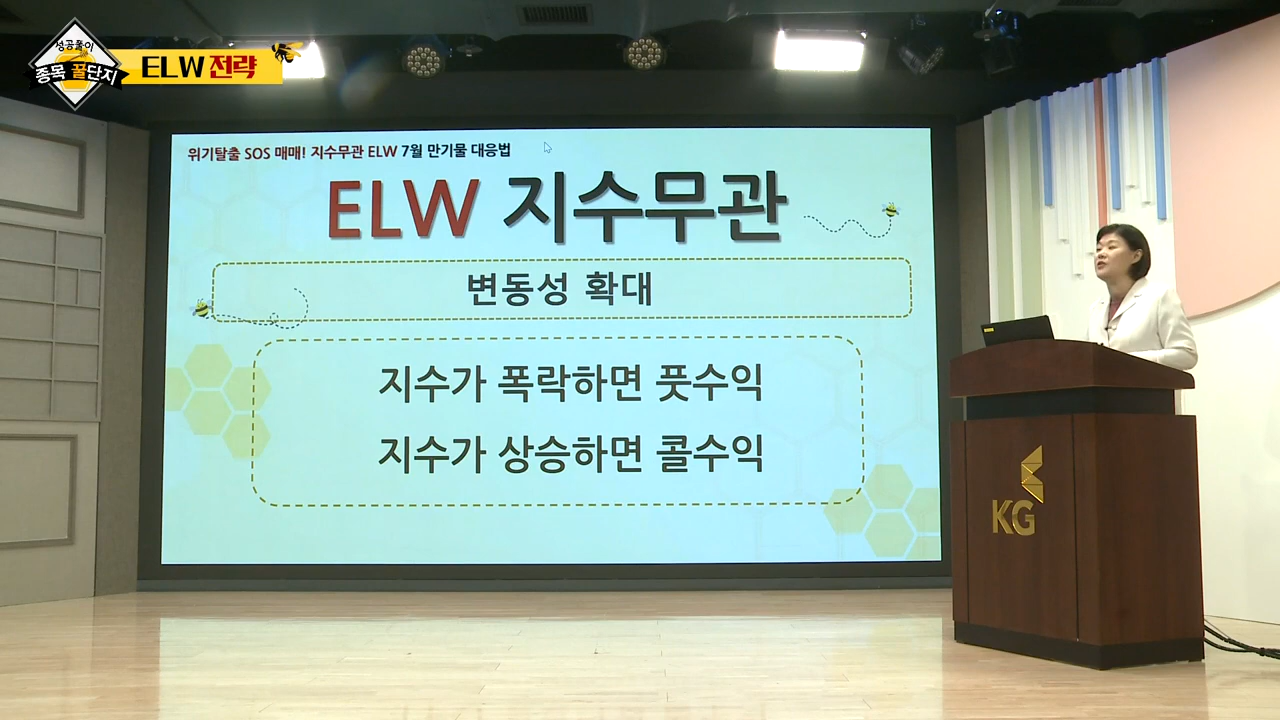 성공풀이
종목 꿀단지
ELW 전략
위기탈출 SOS 매매! 지수무관 ELW 7월 만기물 대응법
ELW 지수무관
변동성 확대
지수가 폭락하면 풋수익
지수가 상승하면 콜수익
KG